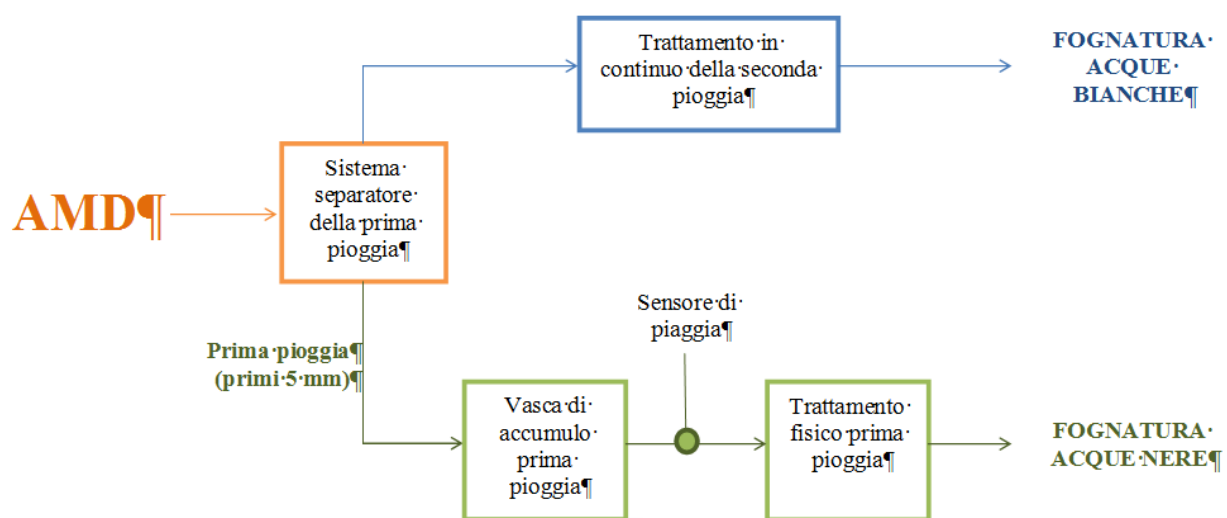 Trattamento·in·
continuo·della·seconda·
pioggia¶
FOGNATURA·
ACQUE·
BIANCHE¶
AMD¶
Sistema·
separatore·
della·prima·
pioggia¶
Sensore·di·
piaggia¶
Prima·pioggia¶
(primi·5·mm)¶
Vasca·di·
accumulo·
prima·
pioggia¶
Trattamento·
fisico·prima·
pioggia¶
FOGNATURA·
ACQUE·NERE¶